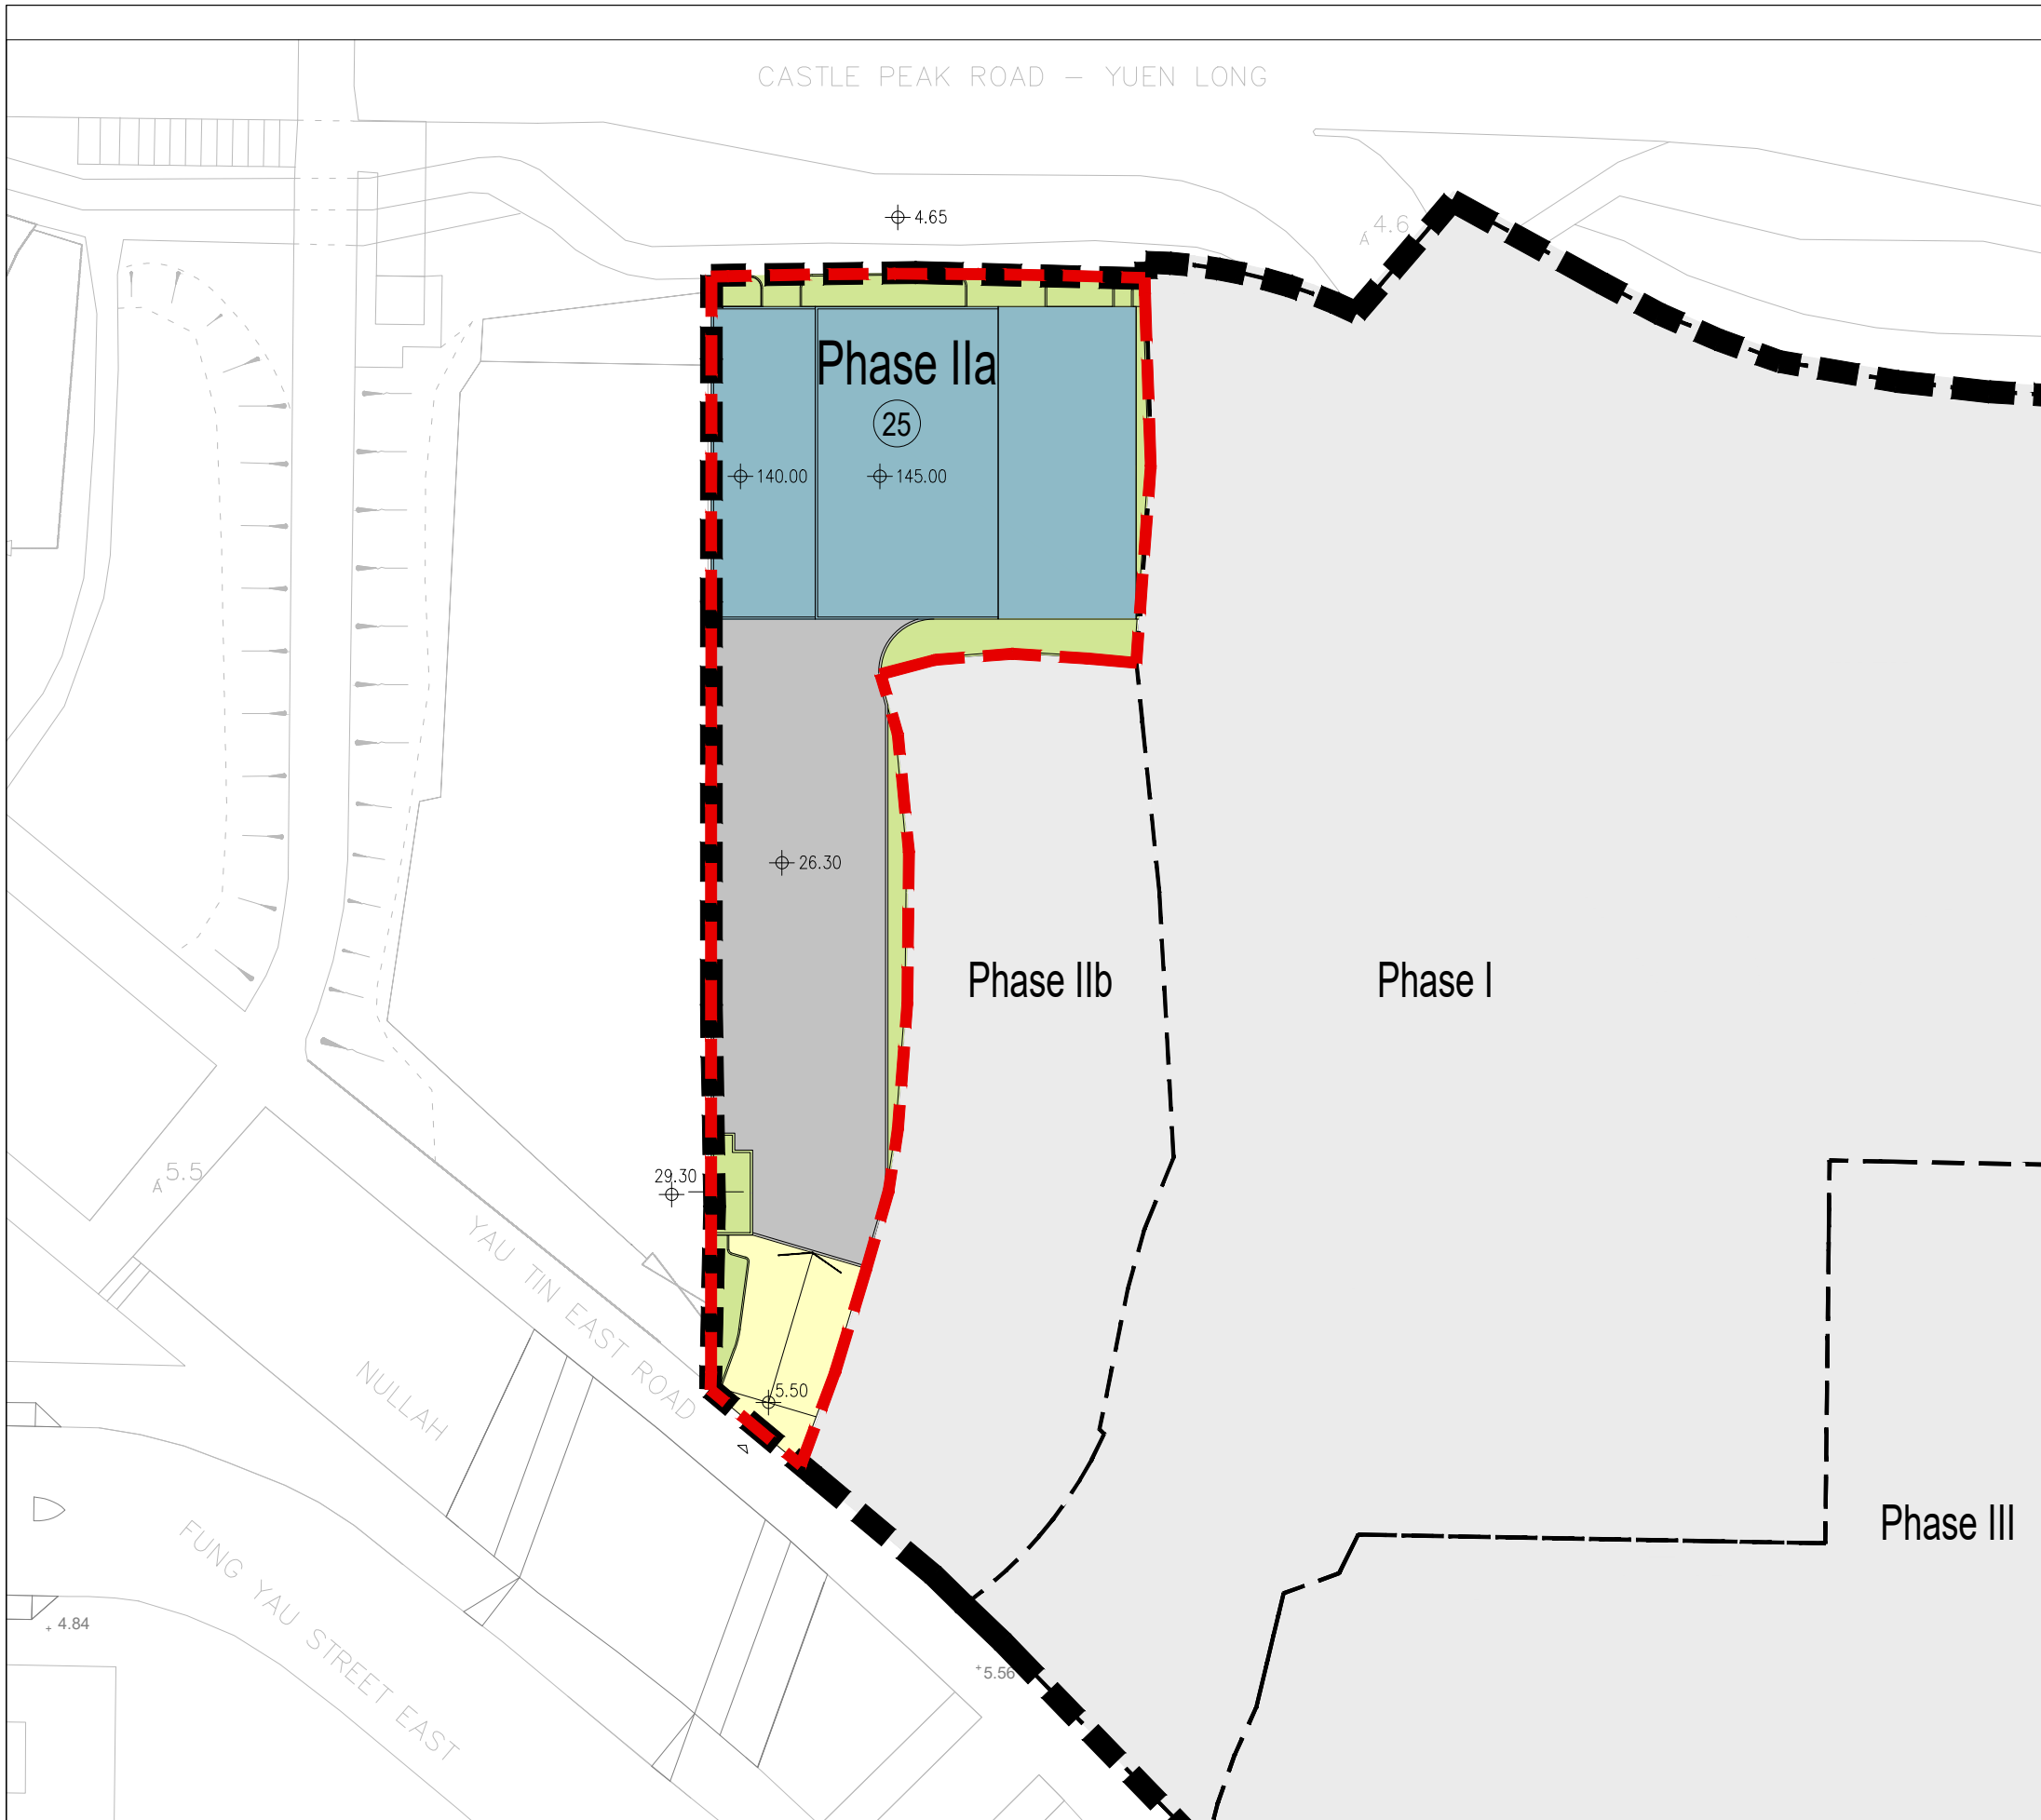 CASTLE PEAK ROAD - YUEN LONG
4.65
4.6
A
Phase IIa
25
140.00
145.00
26.30
Phase IIb
Phase I
29.30
5.5
A
YAU TIN EAST ROAD
5.50
NULLAH
Phase III
FUNG YAU STREET EAST
4.84
5.56